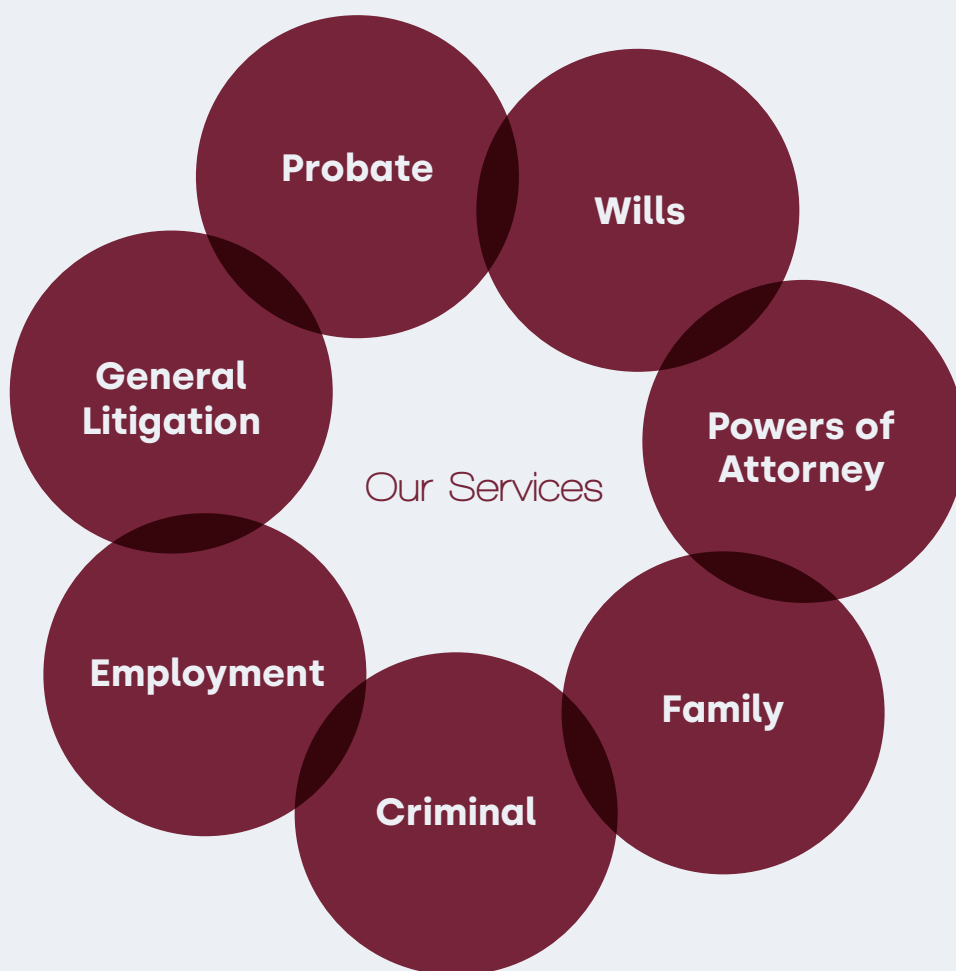 Probate
Wills
General
Litigation
Powers of
Attorney
Our Services
Employment
Family
Criminal